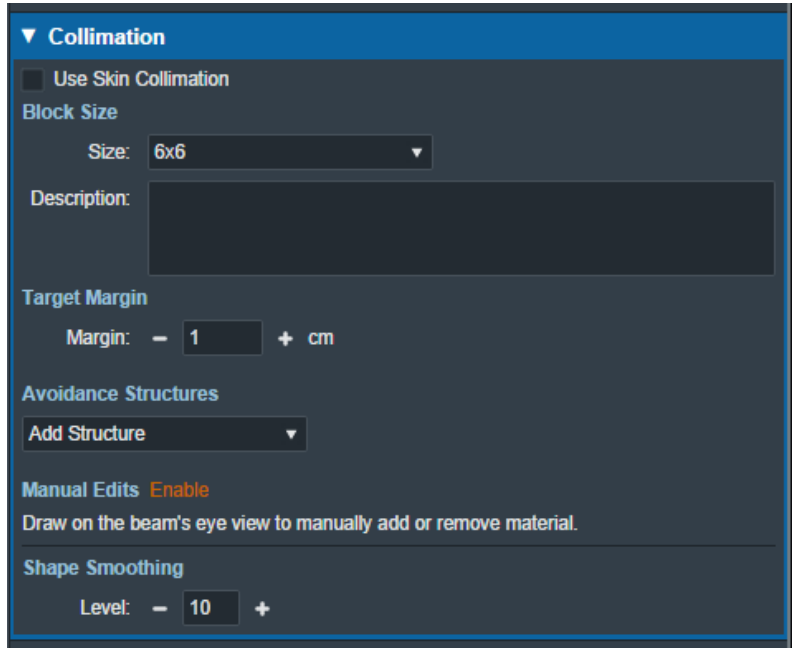 ▼ Collimation
Use Skin Collimation
Block Size
Size: 6x6
Description:
Target Margin
Margin: − 1 + cm
Avoidance Structures
Add Structure
Manual Edits Enable
Draw on the beam's eye view to manually add or remove material.
Shape Smoothing
Level: − 10 +